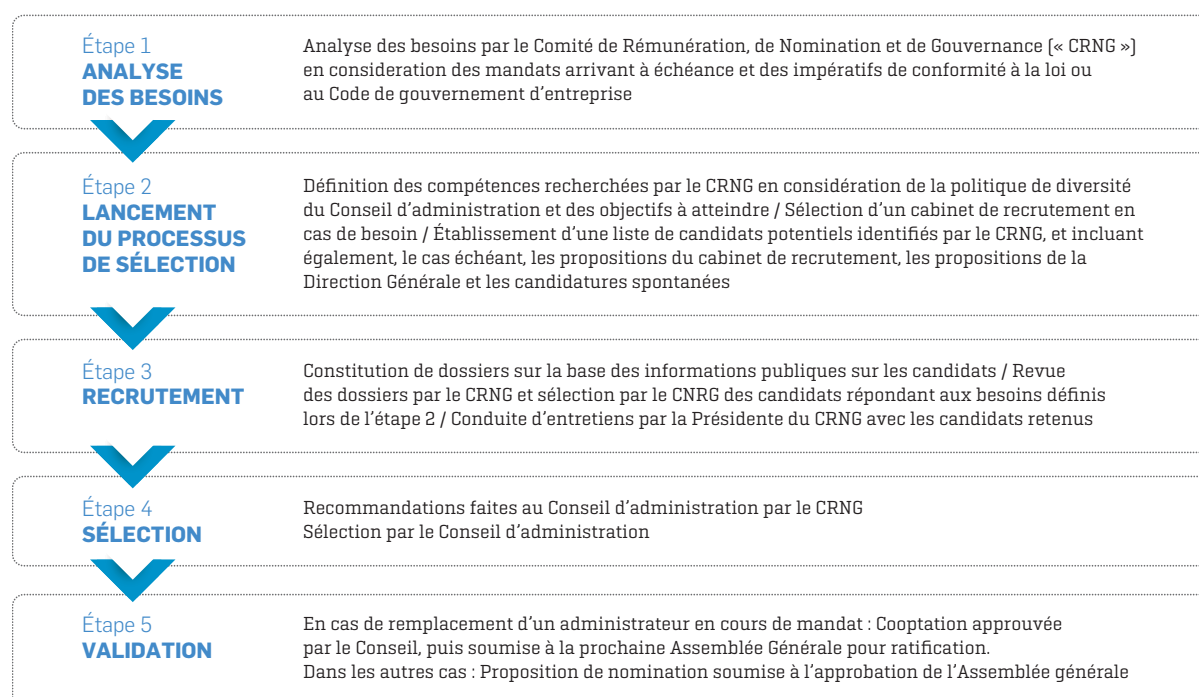 Étape 1
ANALYSE
DES BESOINS
Analyse des besoins par le Comité de Rémunération, de Nomination et de Gouvernance (« CRNG »)
en consideration des mandats arrivant à échéance et des impératifs de conformité à la loi ou
au Code de gouvernement d'entreprise
Étape 2
LANCEMENT
DU PROCESSUS
DE SÉLECTION
Définition des compétences recherchées par le CRNG en considération de la politique de diversité
du Conseil d'administration et des objectifs à atteindre / Sélection d'un cabinet de recrutement en
cas de besoin / Établissement d'une liste de candidats potentiels identifiés par le CRNG, et incluant
également, le cas échéant, les propositions du cabinet de recrutement, les propositions de la
Direction Générale et les candidatures spontanées
Étape 3
RECRUTEMENT
Constitution de dossiers sur la base des informations publiques sur les candidats / Revue
des dossiers par le CRNG et sélection par le CNRG des candidats répondant aux besoins définis
lors de l'étape 2 / Conduite d'entretiens par la Présidente du CRNG avec les candidats retenus
Étape 4
SÉLECTION
Recommandations faites au Conseil d'administration par le CRNG
Sélection par le Conseil d'administration
Étape 5
VALIDATION
En cas de remplacement d'un administrateur en cours de mandat : Cooptation approuvée
par le Conseil, puis soumise à la prochaine Assemblée Générale pour ratification.
Dans les autres cas : Proposition de nomination soumise à l'approbation de l'Assemblée générale